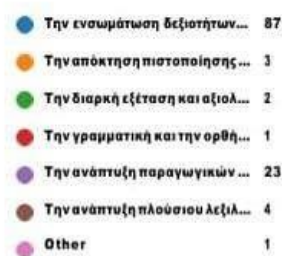 Την ενσωμάτωση δεξιοτήτων... 87
Την απόκτηση πιστοποίησης ... 3
Την διαρκή εξέταση και αξιολ... 2
Την γραμματική και την ορθή... 1
Την ανάπτυξη παραγωγικών ... 23
Την ανάπτυξη πλούσιου λεξιλ... 4
Other 1